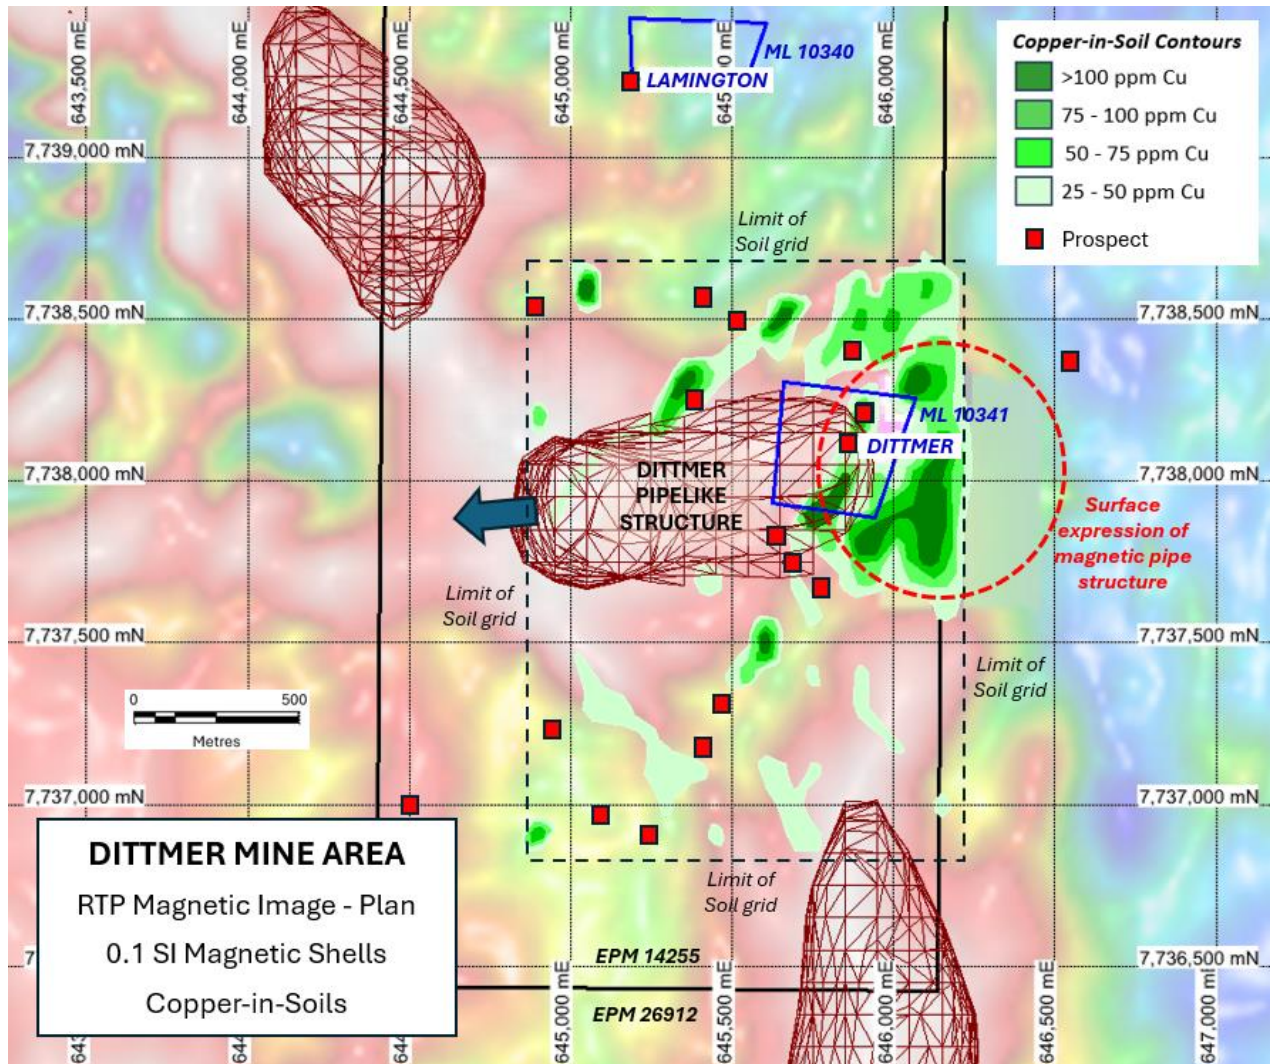 643,500 mE
644,000 mE
644,500 mE
645,000 mE
646,000 mE
ML 10340
LAMINGTON
Copper-in-Soil Contours
>100 ppm Cu
75 - 100 ppm Cu
50 - 75 ppm Cu
25 - 50 ppm Cu
Prospect
7,739,000 mN
7,739,000 mN
Limit of
Soil grid
7,738,500 mN
7,738,500 mN
ML 10341
DITTMER
DITTMER
PIPELIKE
STRUCTURE
7,738,000 mN
7,738,000 mN
Surface
expression of
magnetic pipe
structure
Limit of
Soil grid
7,737,500 mN
7,737,500 mN
Limit of
Soil grid
0 500
Metres
7,737,000 mN
7,737,000 mN
DITTMER MINE AREA
RTP Magnetic Image - Plan
0.1 SI Magnetic Shells
Copper-in-Soils
Limit of
Soil grid
EPM 14255
EPM 26912
7,736,500 mN
645,000 mE
645,500 mE
646,000 mE
646,500 mE
647,000 mE